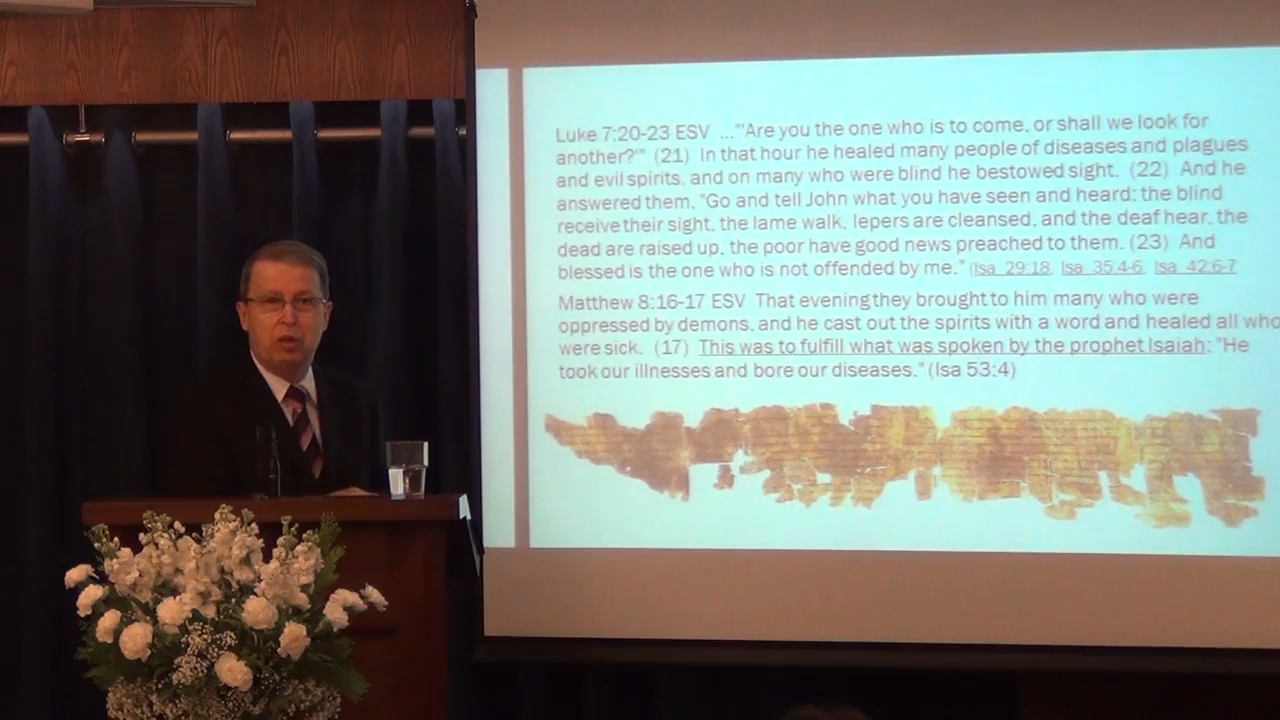 Luke 7:20-23 ESV ..."'Are you the one who is to come, or shall we look for
another?'" (21) In that hour he healed many people of diseases and plagues
and evil spirits, and on many who were blind he bestowed sight. (22) And he
answered them, "Go and tell John what you have seen and heard: the blind
receive their sight, the lame walk, lepers are cleansed, and the deaf hear, the
dead are raised up, the poor have good news preached to them. (23) And
blessed is the one who is not offended by me." (Isa_29:18, Isa_35:4-6, Isa_42:6-7
Matthew 8:16-17 ESV That evening they brought to him many who were
oppressed by demons, and he cast out the spirits with a word and healed all who
were sick. (17) This was to fulfill what was spoken by the prophet Isaiah: "He
took our illnesses and bore our diseases." (Isa 53:4)